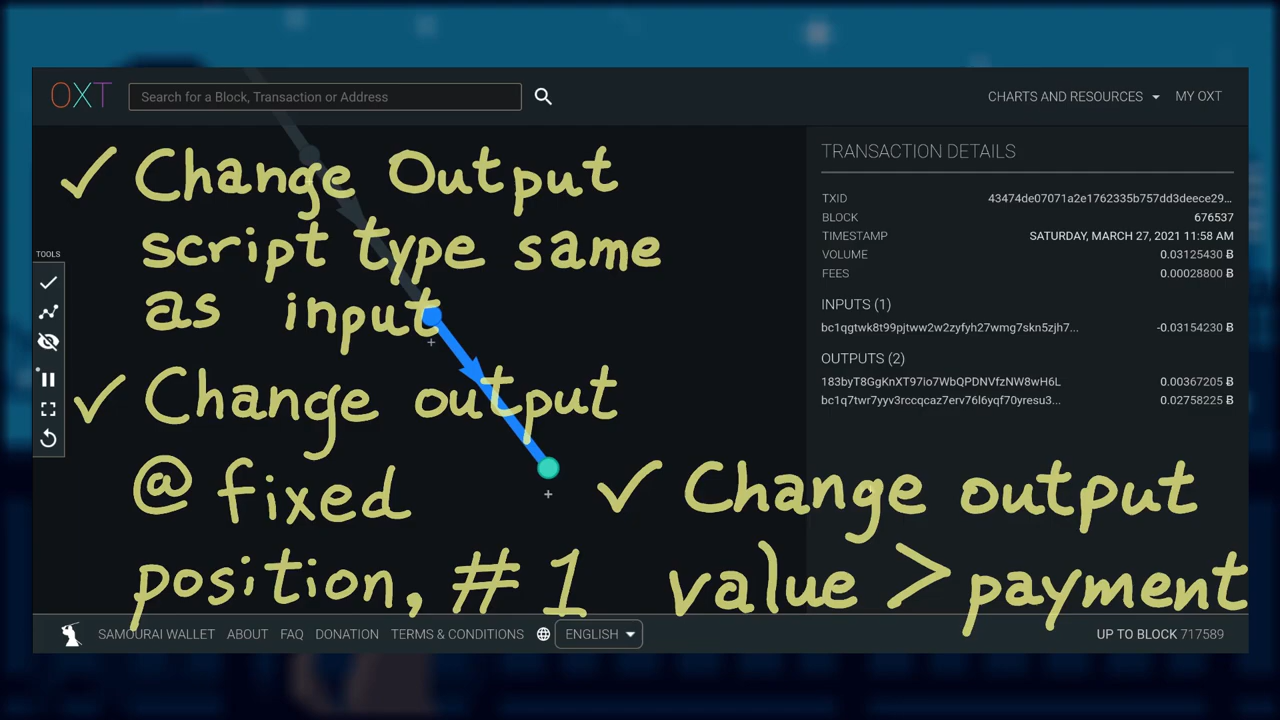 OXT
Search for a Block, Transaction or Address
CHARTS AND RESOURCES
MY OXT
✓ Change Output
script type same
as input
✓ Change output
@ fixed
position, #1
✓ Change output
value > payment
TOOLS
TRANSACTION DETAILS
TXID 43474de07071a2e1762335b757dd3deece29...
BLOCK 676537
TIMESTAMP SATURDAY, MARCH 27, 2021 11:58 AM
VOLUME 0.03125430 Ƀ
FEES 0.00028800 Ƀ
INPUTS (1)
bc1qgtwk8t99pjtww2w2zyfyh27wmg7skn5zjh7... -0.03154230 Ƀ
OUTPUTS (2)
183byT8GgKnXT97io7WbQPDNVfzNW8wH6L 0.00367205 Ƀ
bc1q7twr7yyv3rccqcaz7erv76l6yqf70yresu3... 0.02758225 Ƀ
SAMOURAI WALLET ABOUT FAQ DONATION TERMS & CONDITIONS ENGLISH
UP TO BLOCK 717589